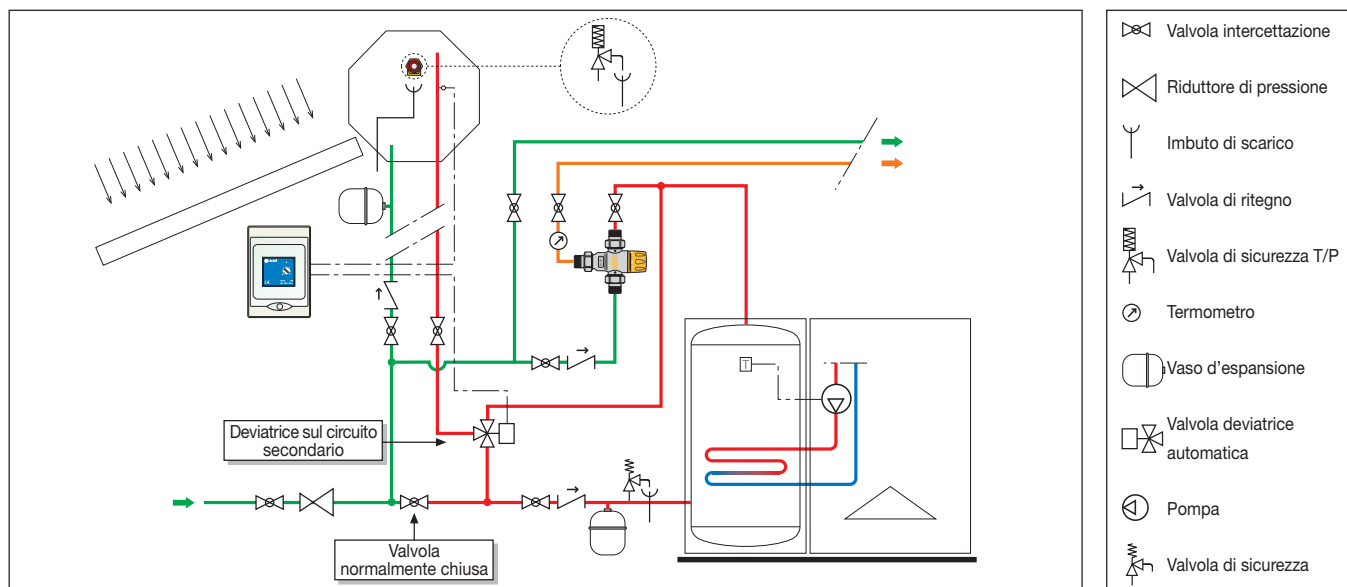 Deviatrice sul circuito
secondario
Valvola
normalmente chiusa
T
Valvola intercettazione
Riduttore di pressione
Imbuto di scarico
Valvola di ritegno
Valvola di sicurezza T/P
Termometro
Vaso d'espansione
Valvola deviatrice
automatica
Pompa
Valvola di sicurezza